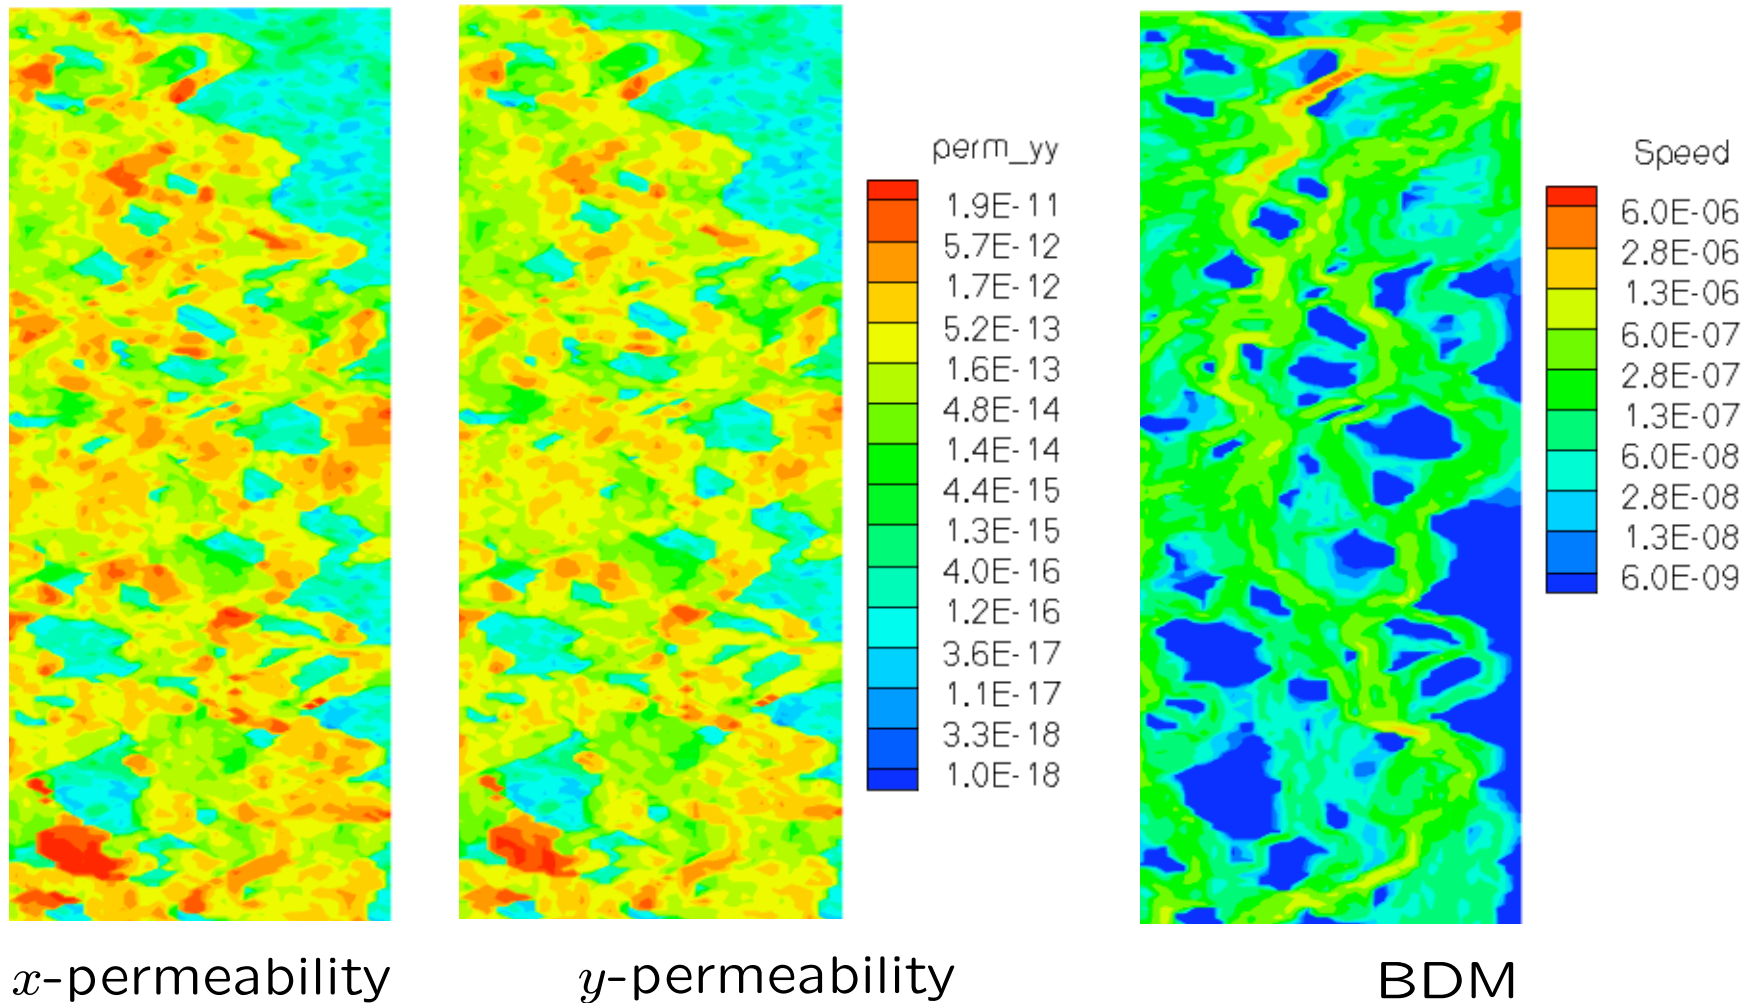 perm_yy
1.9E-11
5.7E-12
1.7E-12
5.2E-13
1.6E-13
4.8E-14
1.4E-14
4.4E-15
1.3E-15
4.0E-16
1.2E-16
3.6E-17
1.1E-17
3.3E-18
1.0E-18
Speed
6.0E-06
2.8E-06
1.3E-06
6.0E-07
2.8E-07
1.3E-07
6.0E-08
2.8E-08
1.3E-08
6.0E-09
x-permeability
y-permeability
BDM